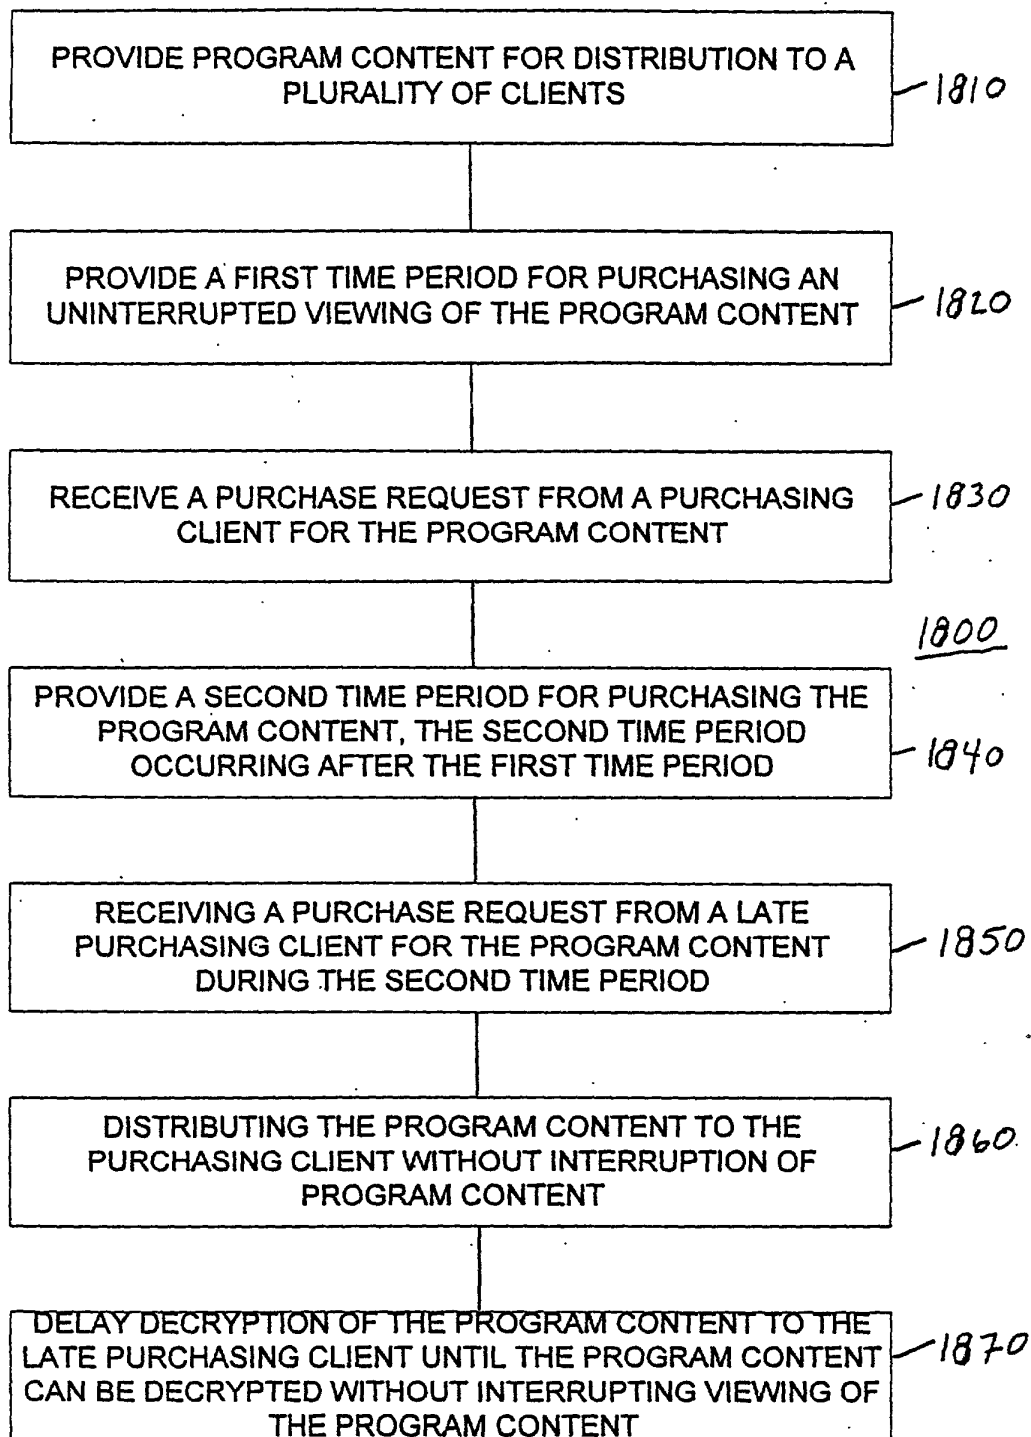 PROVIDE PROGRAM CONTENT FOR DISTRIBUTION TO A
PLURALITY OF CLIENTS
1810
PROVIDE A FIRST TIME PERIOD FOR PURCHASING AN
UNINTERRUPTED VIEWING OF THE PROGRAM CONTENT
1820
RECEIVE A PURCHASE REQUEST FROM A PURCHASING
CLIENT FOR THE PROGRAM CONTENT
1830
1800
PROVIDE A SECOND TIME PERIOD FOR PURCHASING THE
PROGRAM CONTENT, THE SECOND TIME PERIOD
OCCURRING AFTER THE FIRST TIME PERIOD
1840
RECEIVING A PURCHASE REQUEST FROM A LATE
PURCHASING CLIENT FOR THE PROGRAM CONTENT
DURING THE SECOND TIME PERIOD
1850
DISTRIBUTING THE PROGRAM CONTENT TO THE
PURCHASING CLIENT WITHOUT INTERRUPTION OF
PROGRAM CONTENT
1860
DELAY DECRYPTION OF THE PROGRAM CONTENT TO THE
LATE PURCHASING CLIENT UNTIL THE PROGRAM CONTENT
CAN BE DECRYPTED WITHOUT INTERRUPTING VIEWING OF
THE PROGRAM CONTENT
1870